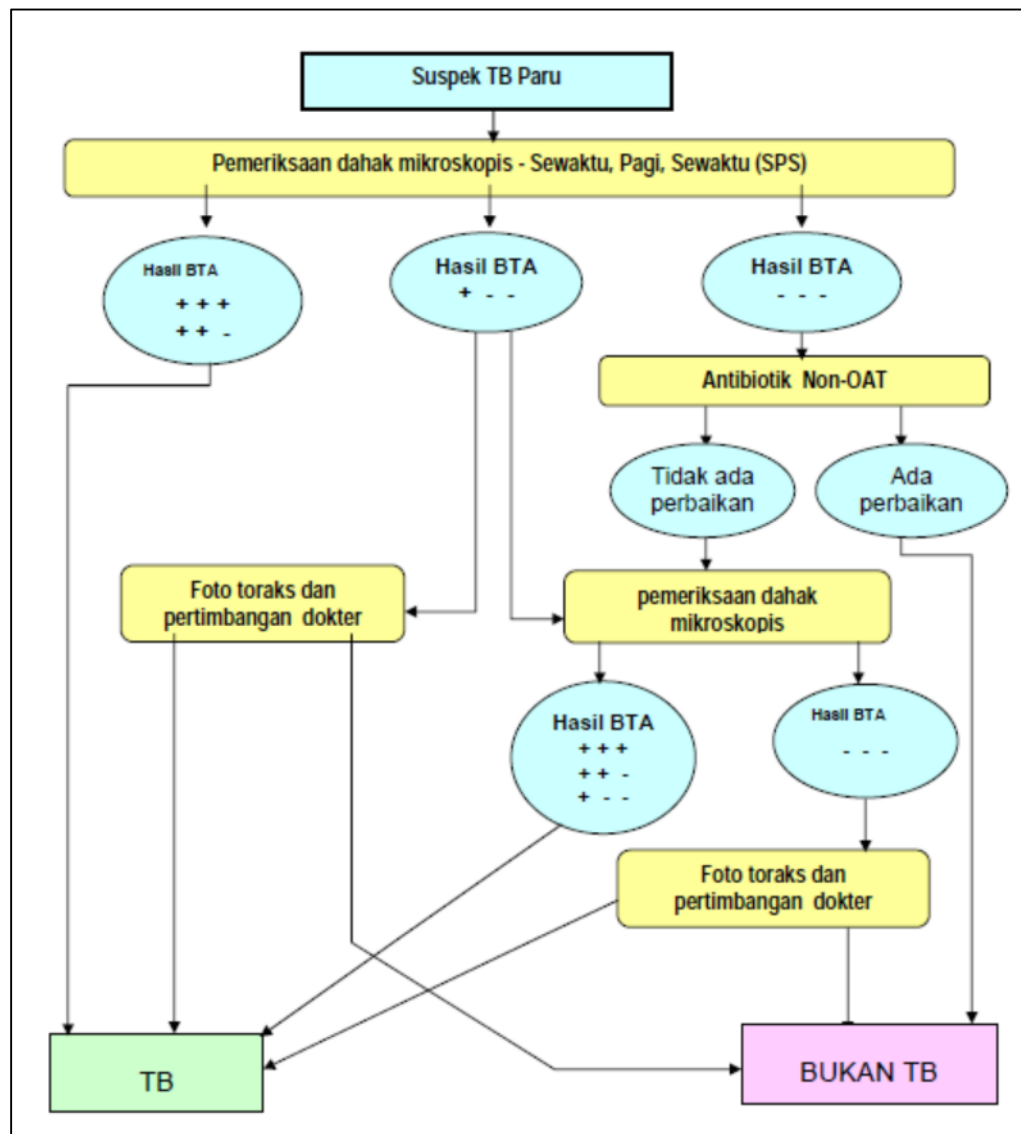 Suspek TB Paru
Pemeriksaan dahak mikroskopis - Sewaktu, Pagi, Sewaktu (SPS)
Hasil BTA
+ + +
+ + -
Hasil BTA
+ - -
Hasil BTA
- - -
Antibiotik Non-OAT
Tidak ada
perbaikan
Ada
perbaikan
Foto toraks dan
pertimbangan dokter
pemeriksaan dahak
mikroskopis
Hasil BTA
+ + +
+ + -
+ - -
Hasil BTA
- - -
Foto toraks dan
pertimbangan dokter
TB
BUKAN TB